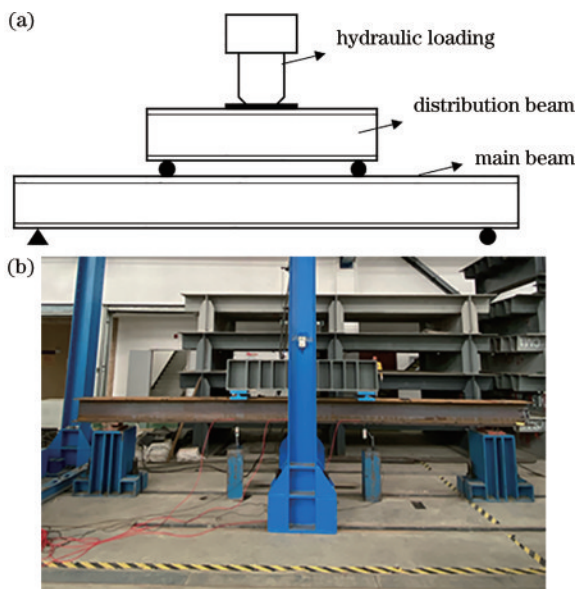 (a)
hydraulic loading
distribution beam
main beam
(b)